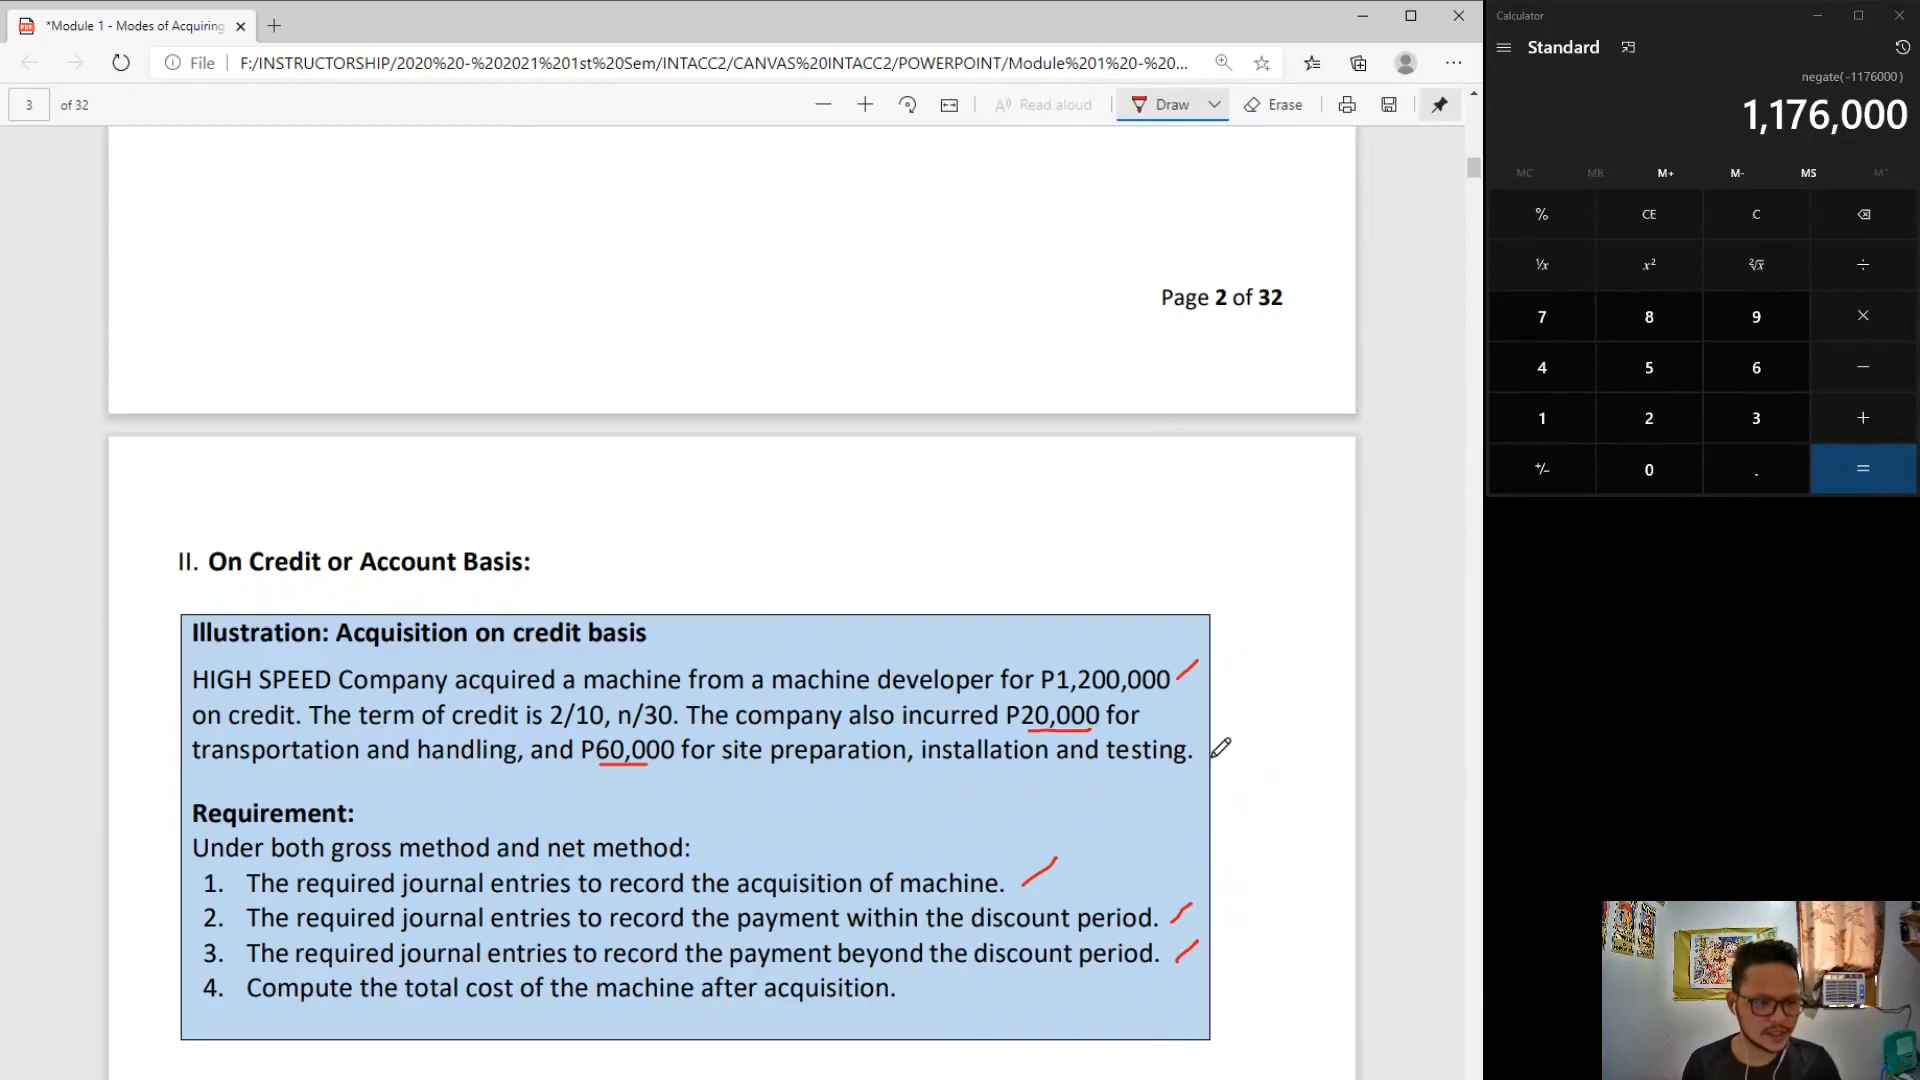 *Module 1 - Modes of Acquiring
File
F:/INSTRUCTORSHIP/2020%20-%202021%201st%20Sem/INTACC2/CANVAS%20INTACC2/POWERPOINT/Module%201%20-%20...
3 of 32
Read aloud
Draw
Erase
Page 2 of 32
II. On Credit or Account Basis:
Illustration: Acquisition on credit basis
HIGH SPEED Company acquired a machine from a machine developer for P1,200,000
on credit. The term of credit is 2/10, n/30. The company also incurred P20,000 for
transportation and handling, and P60,000 for site preparation, installation and testing.
Requirement:
Under both gross method and net method:
1. The required journal entries to record the acquisition of machine.
2. The required journal entries to record the payment within the discount period.
3. The required journal entries to record the payment beyond the discount period.
4. Compute the total cost of the machine after acquisition.
Calculator
Standard
negate( -1176000 )
1,176,000
MC MR M+ M- MS M˅
% CE C
¹/x x² ²√x ÷
7 8 9 ×
4 5 6 −
1 2 3 +
+/- 0 . =